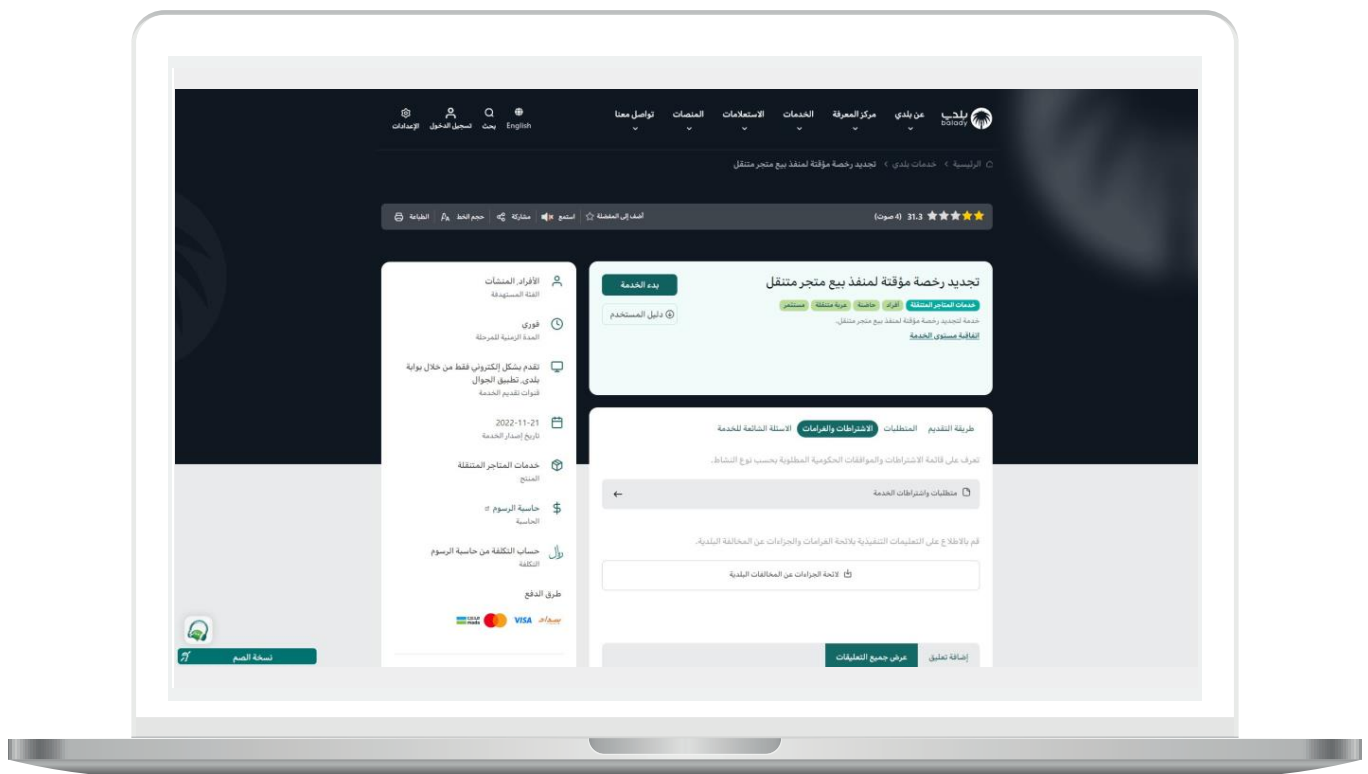 بلدي
balady
عن بلدي
مركز المعرفة
الخدمات
الاستعلامات
المنصات
تواصل معنا
English
بحث
تسجيل الدخول
الإعدادات
الرئيسية > خدمات بلدي > تجديد رخصة مؤقتة لمنفذ بيع متجر متنقل
31.3 (4 صوت)
أضف إلى المفضلة
استمع
مشاركة
حجم الخط
الطباعة
تجديد رخصة مؤقتة لمنفذ بيع متجر متنقل
خدمات المتاجر المتنقلة
أفراد
حاضنة
عربة متنقلة
مستثمر
خدمة لتجديد رخصة مؤقتة لمنفذ بيع متجر متنقل.
اتفاقية مستوى الخدمة
بدء الخدمة
دليل المستخدم
طريقة التقديم
المتطلبات
الاشتراطات والغرامات
الاسئلة الشائعة للخدمة
تعرف على قائمة الاشتراطات والموافقات الحكومية المطلوبة بحسب نوع النشاط.
متطلبات واشتراطات الخدمة
قم بالاطلاع على التعليمات التنفيذية بلائحة الغرامات والجزاءات عن المخالفة البلدية.
لائحة الجزاءات عن المخالفات البلدية
إضافة تعليق
عرض جميع التعليقات
الأفراد, المنشآت
الفئة المستهدفة
فوري
المدة الزمنية للمرحلة
تقدم بشكل إلكتروني فقط من خلال بوابة
بلدي, تطبيق الجوال
قنوات تقديم الخدمة
2022-11-21
تاريخ إصدار الخدمة
خدمات المتاجر المتنقلة
المنتج
حاسبة الرسوم
الحاسبة
حساب التكلفة من حاسبة الرسوم
التكلفة
طرق الدفع
سداد
VISA
mada
نسخة الصم